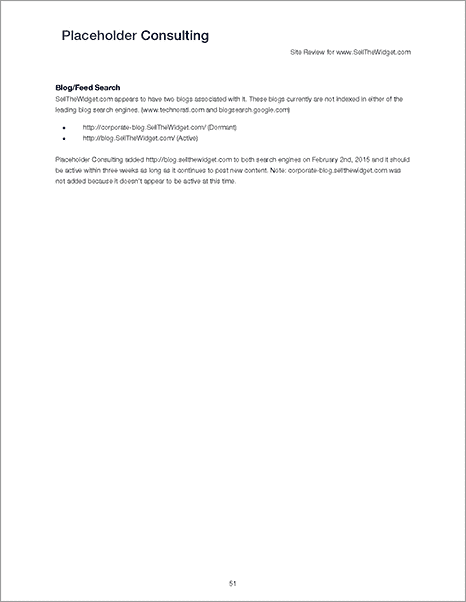 Placeholder Consulting
Site Review for www.SellTheWidget.com
Blog/Feed Search
SellTheWidget.com appears to have two blogs associated with it. These blogs currently are not indexed in either of the
leading blog search engines. (www.technorati.com and blogsearch.google.com)
• http://corporate-blog.SellTheWidget.com/ (Dormant)
• http://blog.SellTheWidget.com/ (Active)
Placeholder Consulting added http://blog.sellthewidget.com to both search engines on February 2nd, 2015 and it should
be active within three weeks as long as it continues to post new content. Note: corporate-blog.sellthewidget.com was
not added because it doesn't appear to be active at this time.
51